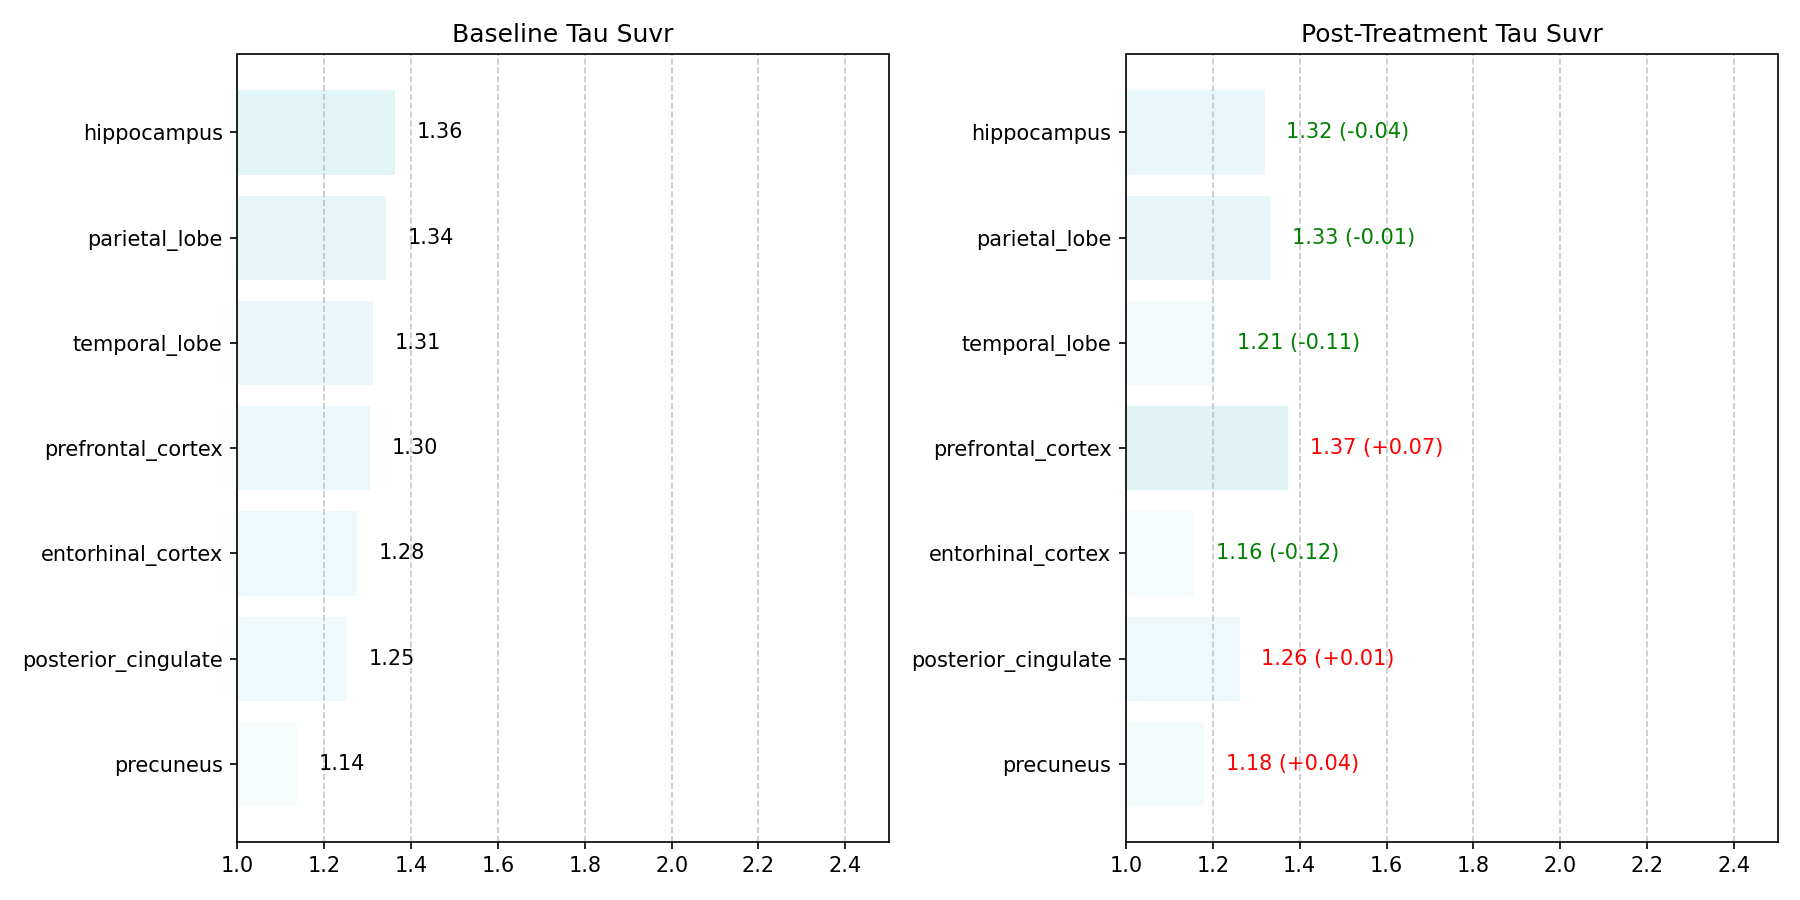 Baseline Tau Suvr
hippocampus 1.36
parietal_lobe 1.34
temporal_lobe 1.31
prefrontal_cortex 1.30
entorhinal_cortex 1.28
posterior_cingulate 1.25
precuneus 1.14
1.0 1.2 1.4 1.6 1.8 2.0 2.2 2.4
Post-Treatment Tau Suvr
hippocampus 1.32 (-0.04)
parietal_lobe 1.33 (-0.01)
temporal_lobe 1.21 (-0.11)
prefrontal_cortex 1.37 (+0.07)
entorhinal_cortex 1.16 (-0.12)
posterior_cingulate 1.26 (+0.01)
precuneus 1.18 (+0.04)
1.0 1.2 1.4 1.6 1.8 2.0 2.2 2.4